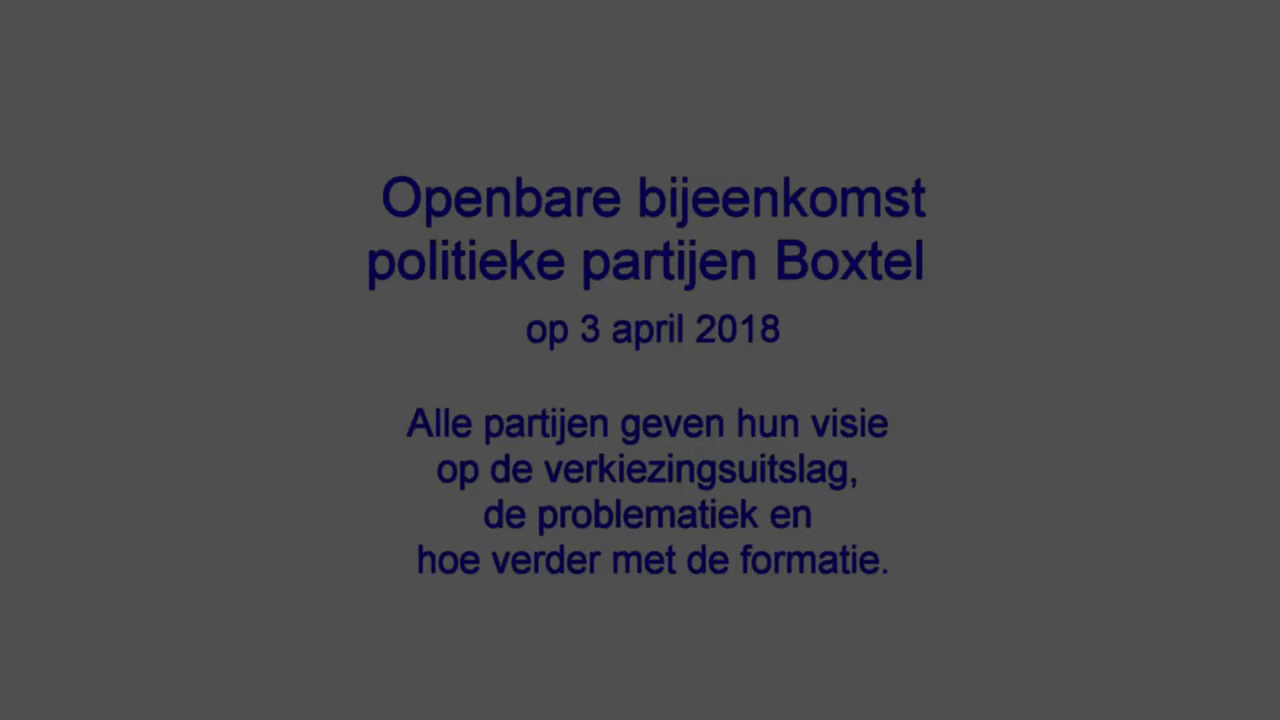 Openbare bijeenkomst
politieke partijen Boxtel
op 3 april 2018
Alle partijen geven hun visie
op de verkiezingsuitslag,
de problematiek en
hoe verder met de formatie.